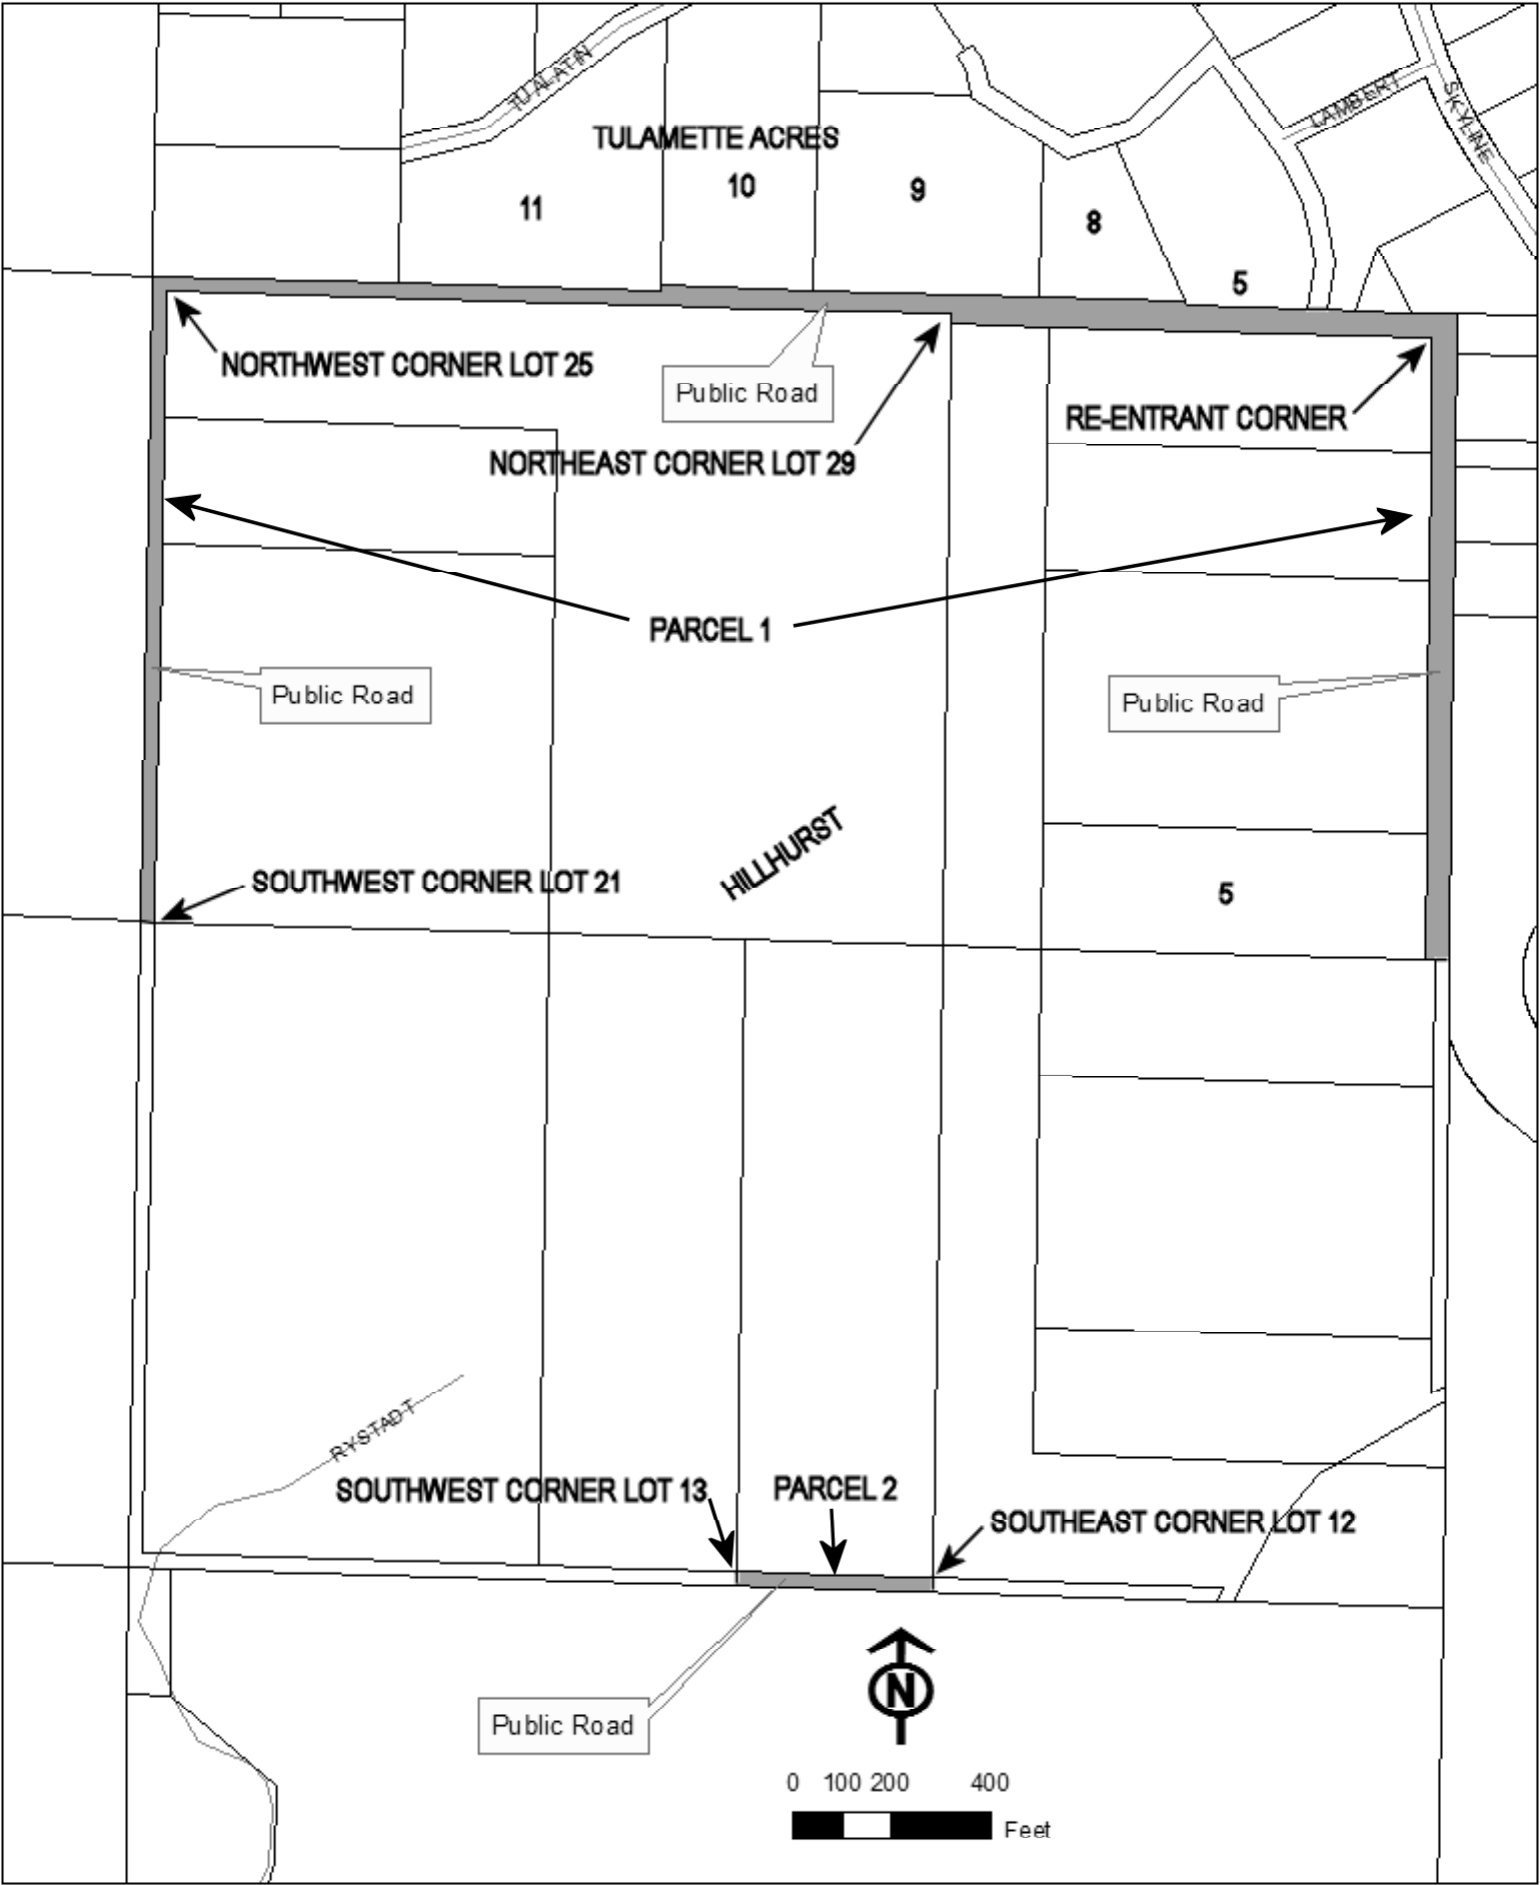 TUALATIN
LAMBERT
SKYLINE
TULAMETTE ACRES
11
10
9
8
5
NORTHWEST CORNER LOT 25
Public Road
RE-ENTRANT CORNER
NORTHEAST CORNER LOT 29
PARCEL 1
Public Road
Public Road
HILLHURST
SOUTHWEST CORNER LOT 21
5
RYSTADT
SOUTHWEST CORNER LOT 13
PARCEL 2
SOUTHEAST CORNER LOT 12
N
Public Road
0 100 200 400
Feet